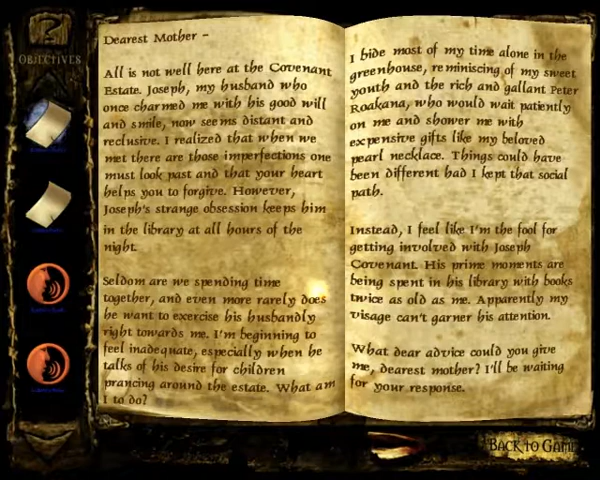 OBJECTIVES
Dearest Mother -
All is not well here at the Covenant
Estate. Joseph, my husband who
once charmed me with his good will
and smile, now seems distant and
reclusive. I realized that when we
met there are those imperfections one
must look past and that your heart
helps you to forgive. However,
Joseph's strange obsession keeps him
in the library at all hours of the
night.
Seldom are we spending time
together, and even more rarely does
he want to exercise his husbandly
right towards me. I'm beginning to
feel inadequate, especially when he
talks of his desire for children
prancing around the estate. What am
I to do?
I bide most of my time alone in the
greenhouse, reminiscing of my sweet
youth and the rich and gallant Peter
Roakana, who would wait patiently
on me and shower me with
expensive gifts like my beloved
pearl necklace. Things could have
been different had I kept that social
path.
Instead, I feel like I'm the fool for
getting involved with Joseph
Covenant. His prime moments are
being spent in his library with books
twice as old as me. Apparently my
visage can't garner his attention.
What dear advice could you give
me, dearest mother? I'll be waiting
for your response.
BACK TO GAME